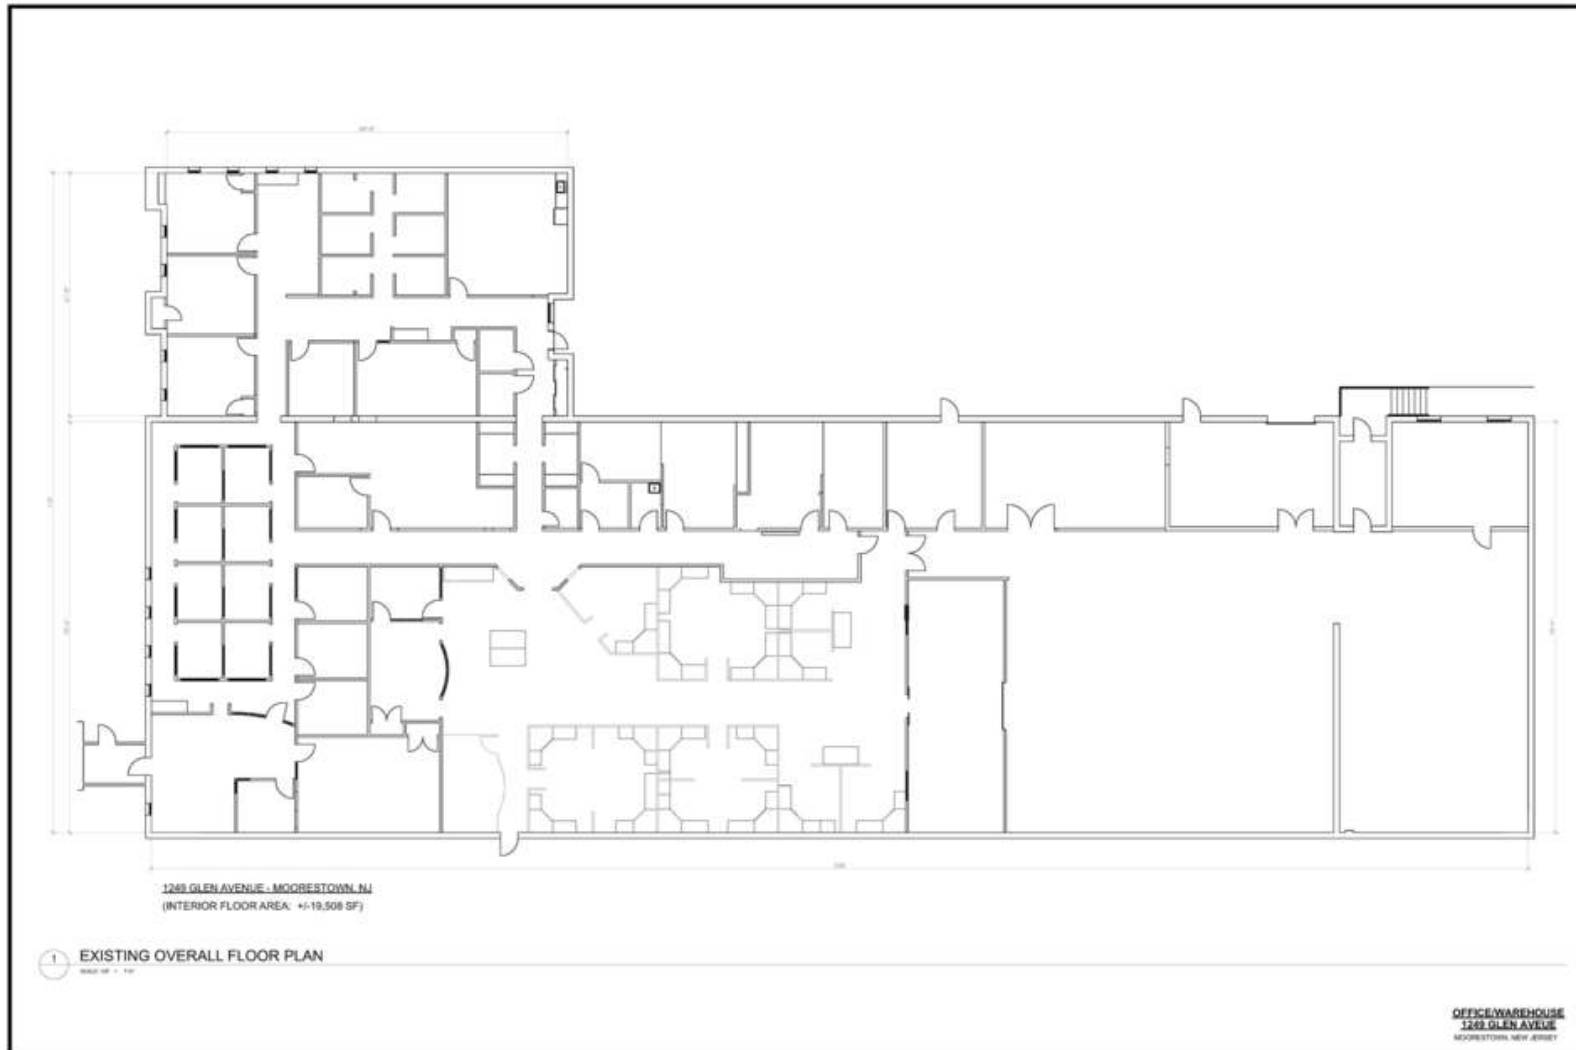 1249 GLEN AVENUE - MOORESTOWN, NJ
(INTERIOR FLOOR AREA: +/-19,508 SF)
1
EXISTING OVERALL FLOOR PLAN
OFFICE/WAREHOUSE
1249 GLEN AVEUE
MOORESTOWN, NEW JERSEY